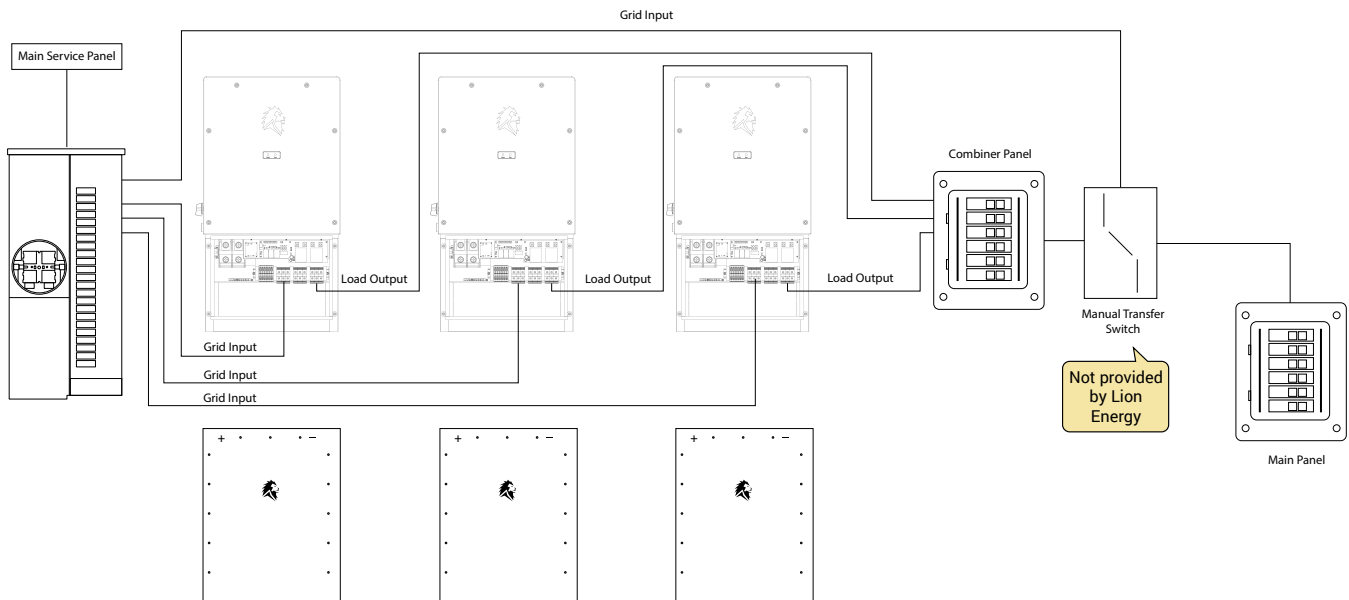 Grid Input
Main Service Panel
Combiner Panel
Load Output
Load Output
Load Output
Manual Transfer
Switch
Grid Input
Grid Input
Grid Input
Not provided
by Lion
Energy
Main Panel
+ −
+ −
+ −